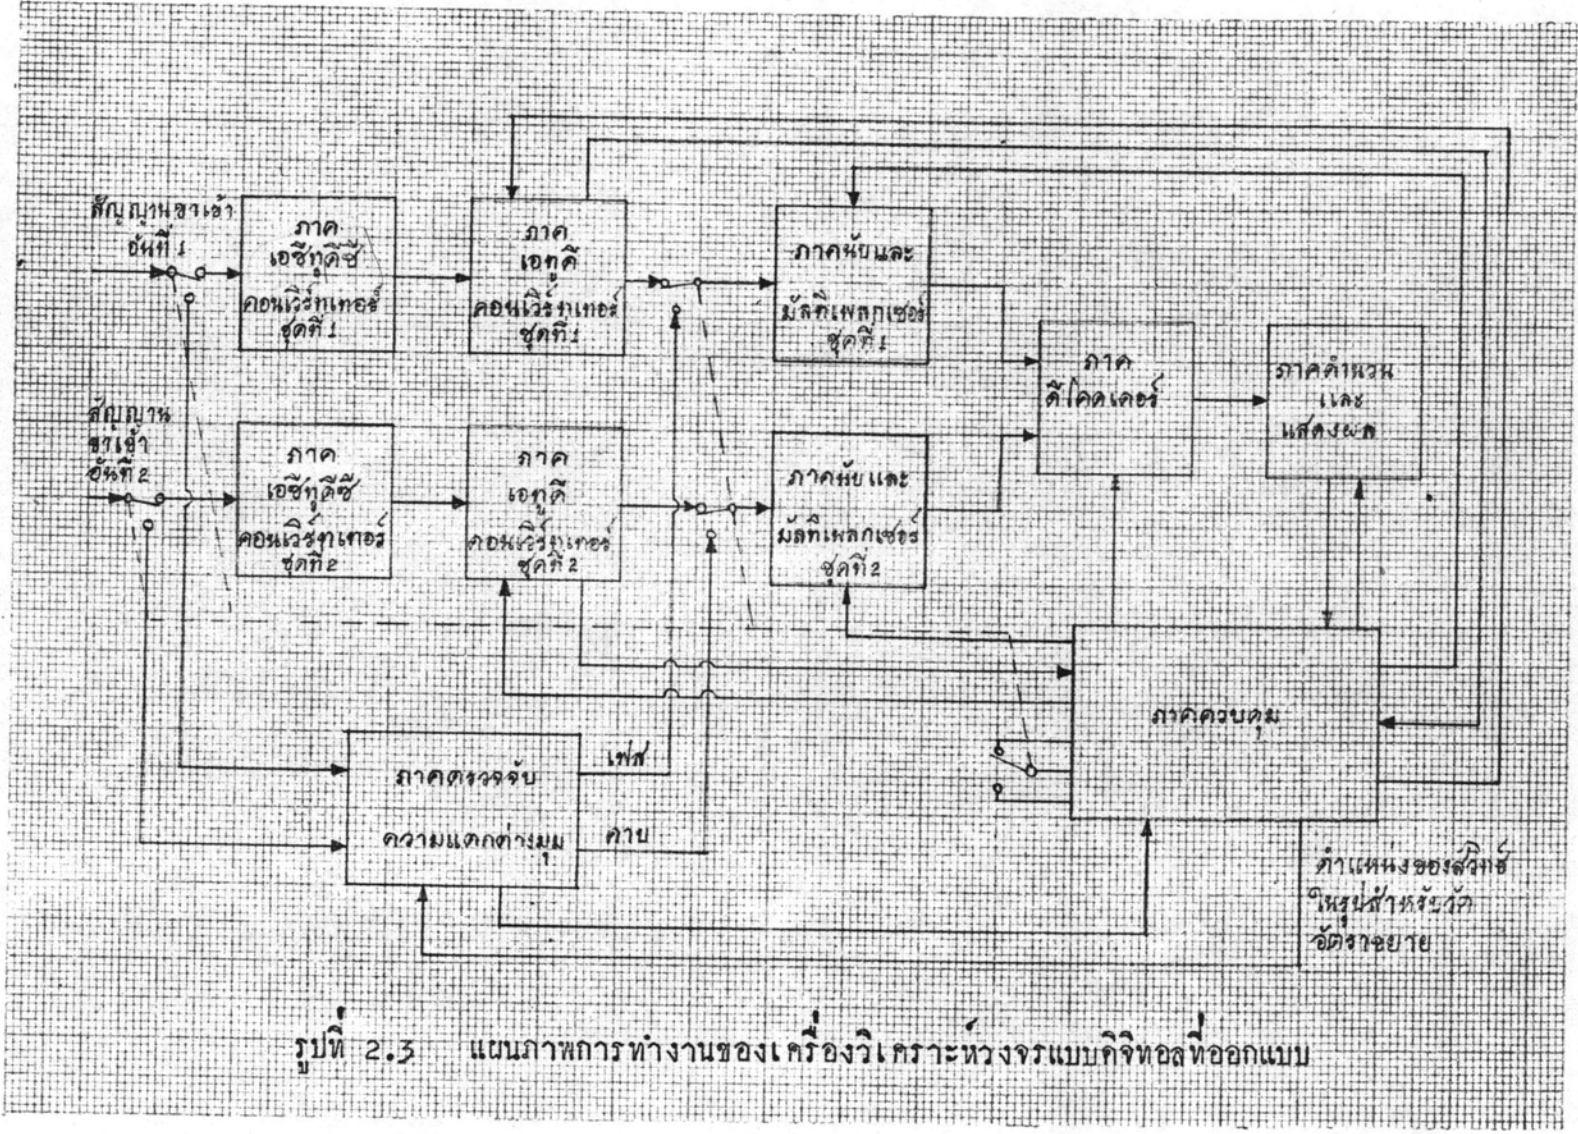 สัญญานขาเข้า
อันที่ 1
ภาค
เอซีทูดีซี
คอนเวิร์ทเทอร์
ชุดที่ 1
ภาค
เอทูดี
คอนเวิร์ทเทอร์
ชุดที่ 1
ภาคนัยและ
มัลติเพลกเซอร์
ชุดที่ 1
ภาค
ดีโคดเดอร์
ภาคคำนวน
และ
แสดงผล
สัญญาน
ขาเข้า
อันที่ 2
ภาค
เอซีทูดีซี
คอนเวิร์ทเทอร์
ชุดที่ 2
ภาค
เอทูดี
คอนเวิร์ทเทอร์
ชุดที่ 2
ภาคนัยและ
มัลติเพลกเซอร์
ชุดที่ 2
ภาคควบคุม
ภาคตรวจจับ
ความแตกต่างมุม
เฟส
คาบ
ตำแหน่งของสวิทซ์
ในรูปสำหรับวัด
อัตราขยาย
รูปที่ 2.3 แผนภาพการทำงานของเครื่องวิเคราะห์วงจรแบบดิจิทอลที่ออกแบบ